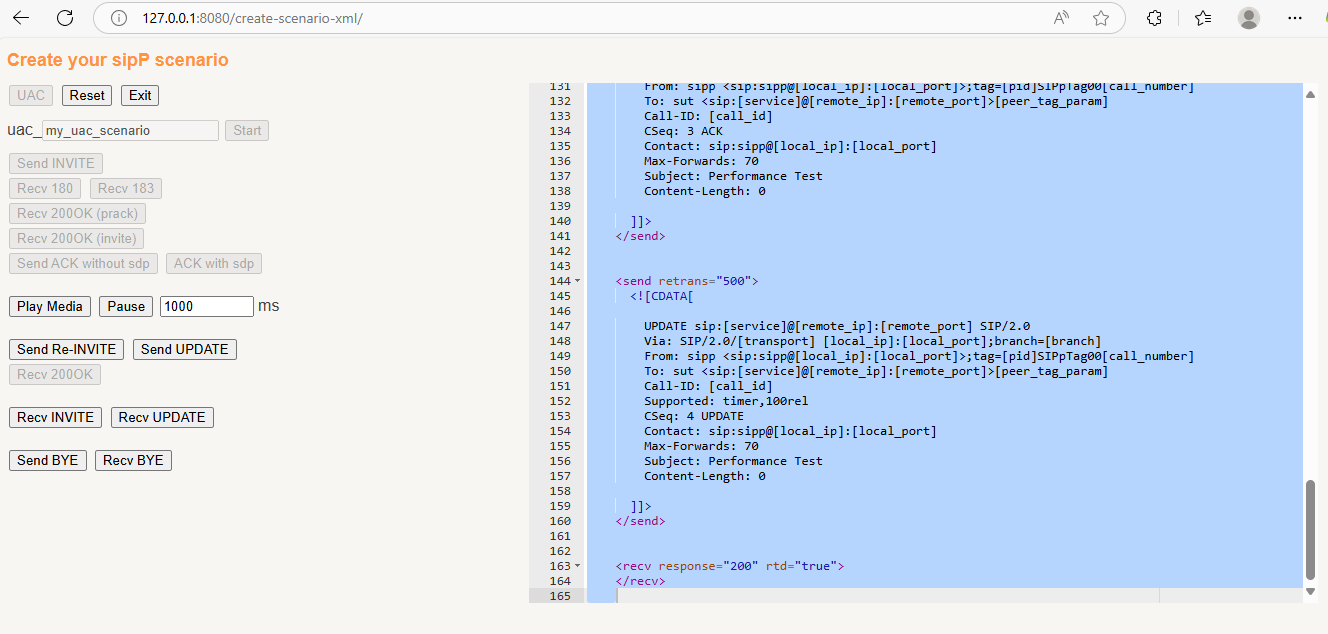 127.0.0.1:8080/create-scenario-xml/
Create your sipP scenario
UAC Reset Exit
uac_ my_uac_scenario Start
Send INVITE
Recv 180 Recv 183
Recv 200OK (prack)
Recv 200OK (invite)
Send ACK without sdp ACK with sdp
Play Media Pause 1000 ms
Send Re-INVITE Send UPDATE
Recv 200OK
Recv INVITE Recv UPDATE
Send BYE Recv BYE
131 From: sipp <sip:sipp@[local_ip]:[local_port]>;tag=[pid]SIPpTag00[call_number]
132 To: sut <sip:[service]@[remote_ip]:[remote_port]>[peer_tag_param]
133 Call-ID: [call_id]
134 CSeq: 3 ACK
135 Contact: sip:sipp@[local_ip]:[local_port]
136 Max-Forwards: 70
137 Subject: Performance Test
138 Content-Length: 0
139
140 ]]>
141 </send>
142
143
144 <send retrans="500">
145 <![CDATA[
146
147 UPDATE sip:[service]@[remote_ip]:[remote_port] SIP/2.0
148 Via: SIP/2.0/[transport] [local_ip]:[local_port];branch=[branch]
149 From: sipp <sip:sipp@[local_ip]:[local_port]>;tag=[pid]SIPpTag00[call_number]
150 To: sut <sip:[service]@[remote_ip]:[remote_port]>[peer_tag_param]
151 Call-ID: [call_id]
152 Supported: timer,100rel
153 CSeq: 4 UPDATE
154 Contact: sip:sipp@[local_ip]:[local_port]
155 Max-Forwards: 70
156 Subject: Performance Test
157 Content-Length: 0
158
159 ]]>
160 </send>
161
162
163 <recv response="200" rtd="true">
164 </recv>
165